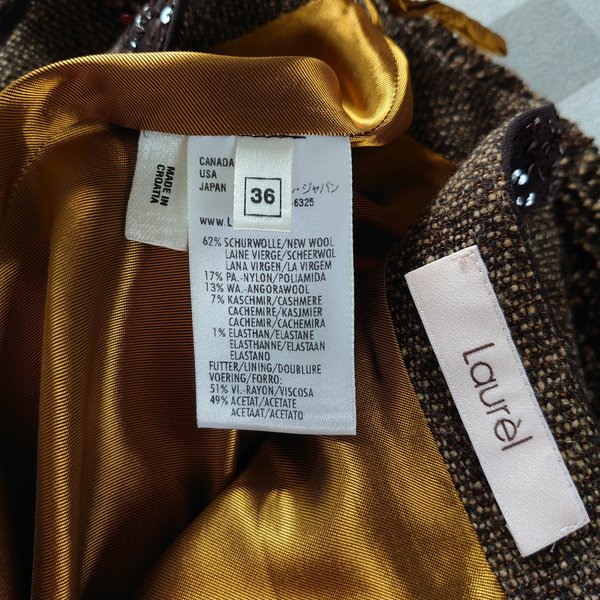 MADE IN
CROATIA
CANADA
USA
JAPAN
36
・ジャパン
6325
WWW.L
62% SCHURWOLLE/NEW WOOL
LAINE VIERGE/SCHEERWOL
LANA VIRGEN/LA VIRGEM
17% PA.-NYLON/POLIAMIDA
13% WA.-ANGORAWOOL
7% KASCHMIR/CASHMERE
CACHEMIRE/KASJMIER
CACHEMIR/CACHEMIRA
1% ELASTHAN/ELASTANE
ELASTHANNE/ELASTAAN
ELASTANO
FUTTER/LINING/DOUBLURE
VOERING/FORRO:
51% VI.-RAYON/VISCOSA
49% ACETAT/ACETATE
ACETAAT/ACETATO
Laurèl